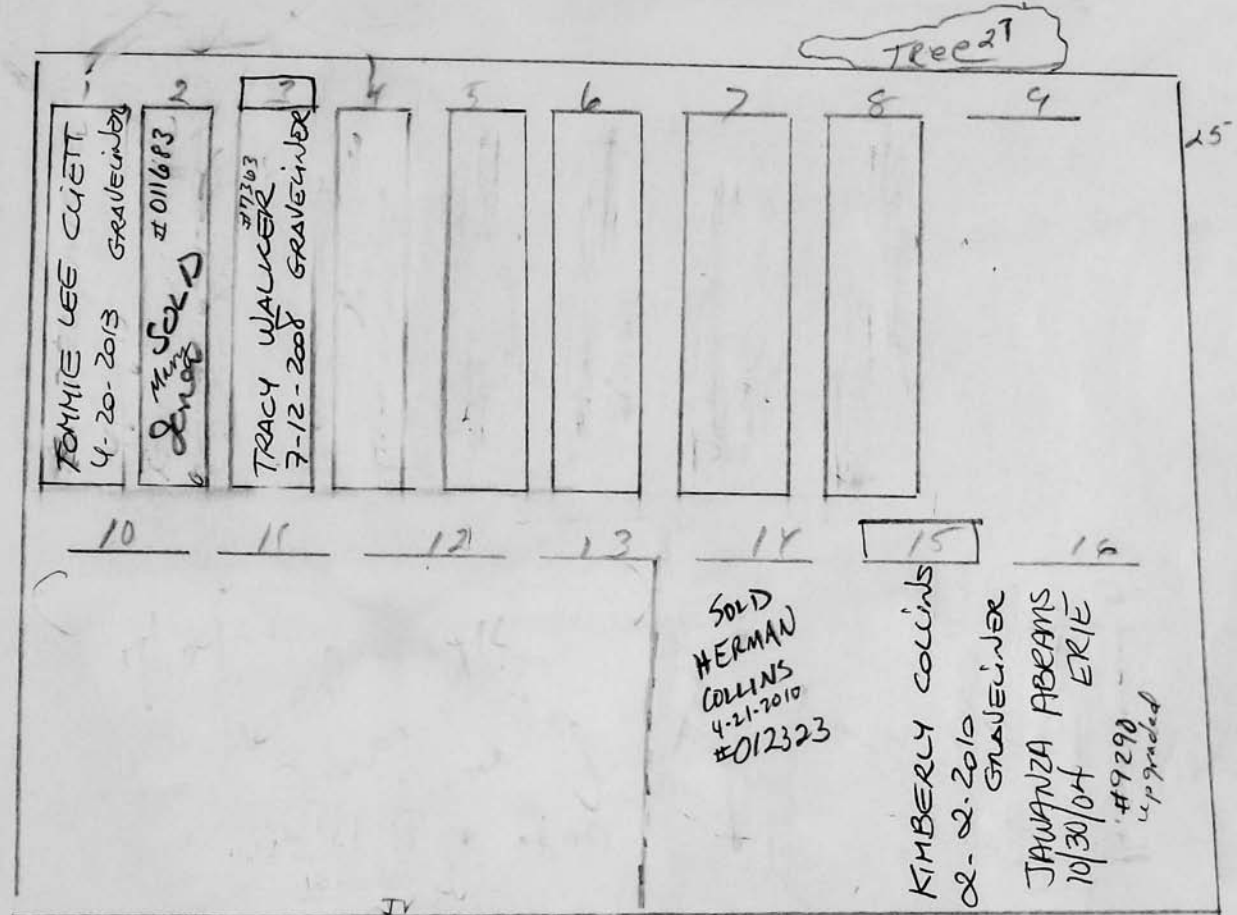 TRee 27
1 2 3 4 5 6 7 8 9
25
TOMMIE LEE CLIETT
4-20-2013 GRAVELINER
#011683
SOLD
#7363
TRACY WALKER
7-12-2008 GRAVELINER
10 11 12 13 14 15 16
SOLD
HERMAN
COLLINS
4-21-2010
#012323
KIMBERLY COLLINS
2-2-2010
GRAVELINER
JAWANZA ABRAMS
10/30/04 ERIE
#9290
upgraded